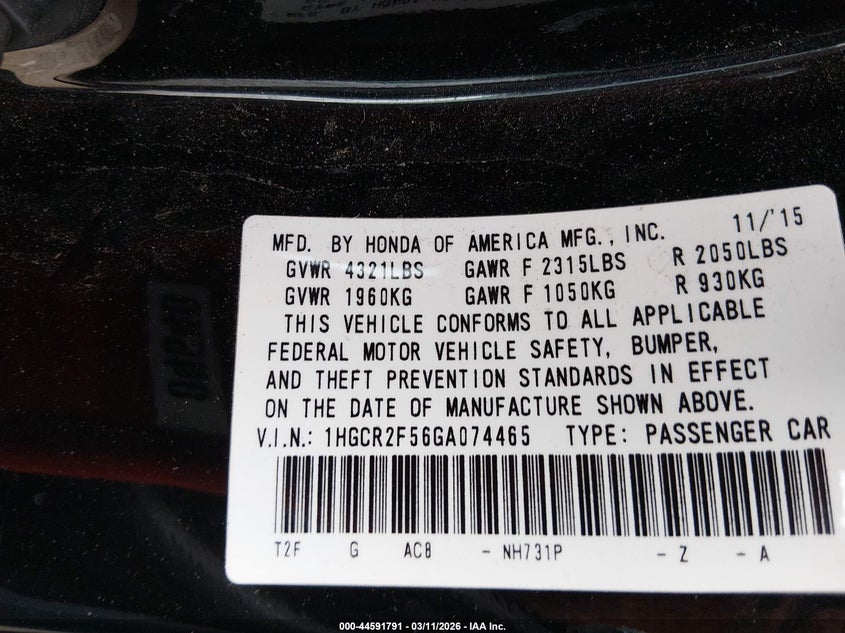 MFD. BY HONDA OF AMERICA MFG., INC. 11/'15
GVWR 4321LBS GAWR F 2315LBS R 2050LBS
GVWR 1960KG GAWR F 1050KG R 930KG
THIS VEHICLE CONFORMS TO ALL APPLICABLE
FEDERAL MOTOR VEHICLE SAFETY, BUMPER,
AND THEFT PREVENTION STANDARDS IN EFFECT
ON THE DATE OF MANUFACTURE SHOWN ABOVE.
V.I.N.: 1HGCR2F56GA074465 TYPE: PASSENGER CAR
T2F G AC8 - NH731P - Z - A
000-44591791 - 03/11/2026 - IAA Inc.